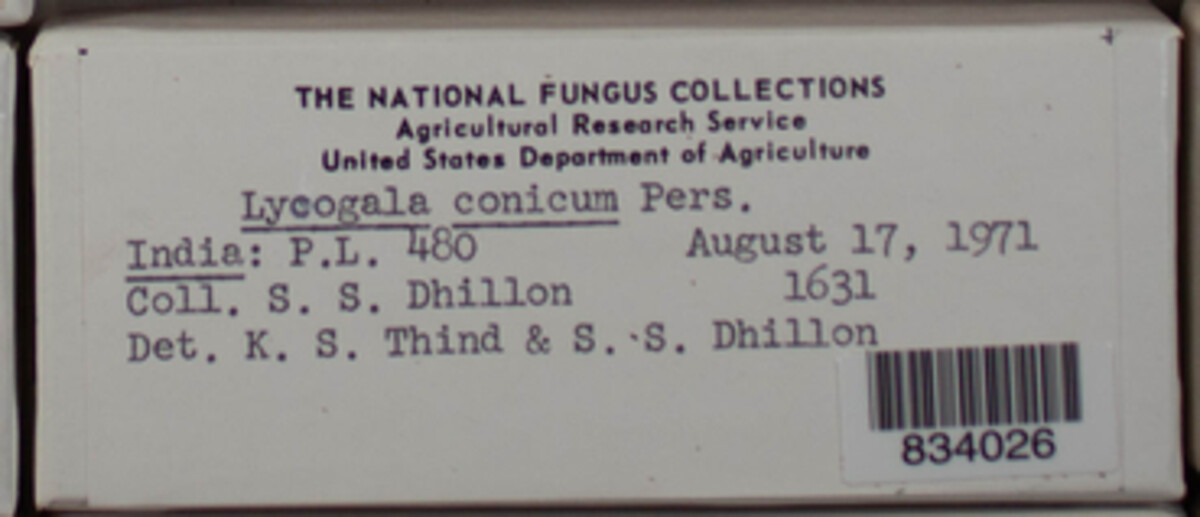 THE NATIONAL FUNGUS COLLECTIONS
Agricultural Research Service
United States Department of Agriculture
Lycogala conicum Pers.
India: P.L. 480 August 17, 1971
Coll. S. S. Dhillon 1631
Det. K. S. Thind & S. S. Dhillon
834026